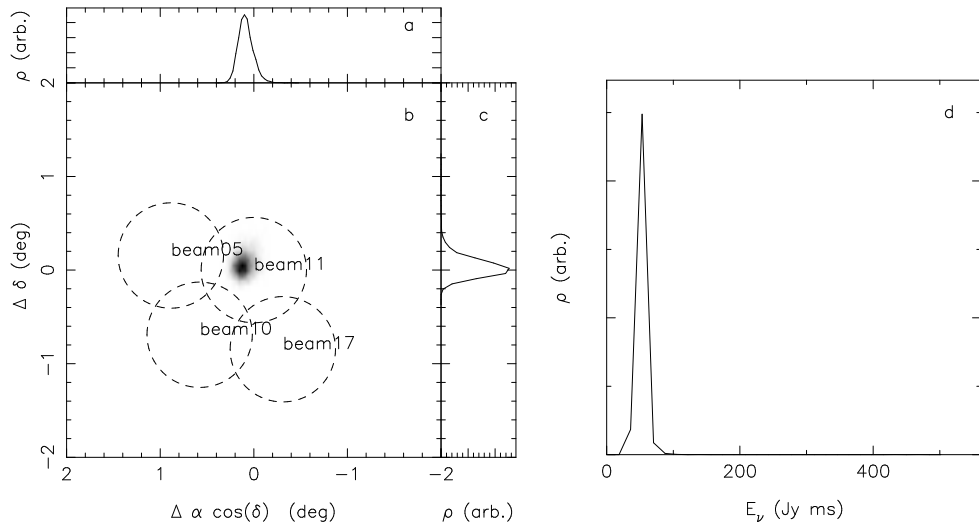 ρ (arb.)
a
2
b
c
d
1
beam05
beam11
Δ δ (deg)
0
ρ (arb.)
beam10
beam17
-1
-2
2 1 0 -1 -2
0 200 400
Δ α cos(δ) (deg)
ρ (arb.)
E_ν (Jy ms)